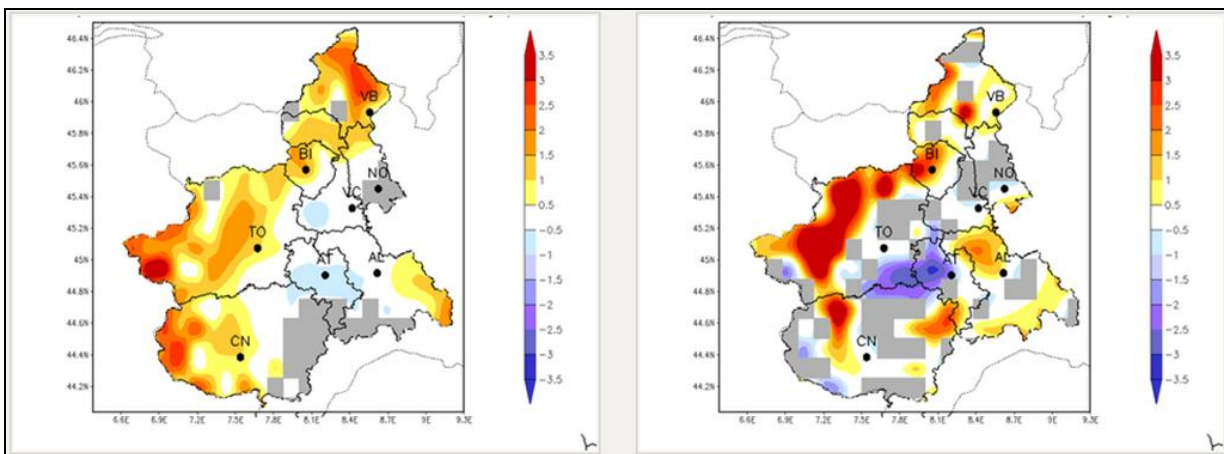 46.4N
46.2N
46N
45.8N
45.6N
45.4N
45.2N
45N
44.8N
44.6N
44.4N
44.2N
6.6E 6.9E 7.2E 7.5E 7.8E 8.1E 8.4E 8.7E 9E 9.3E
VB
BI
NO
VC
TO
AT
AL
CN
3.5
3
2.5
2
1.5
1
0.5
-0.5
-1
-1.5
-2
-2.5
-3
-3.5
46.4N
46.2N
46N
45.8N
45.6N
45.4N
45.2N
45N
44.8N
44.6N
44.4N
44.2N
6.6E 6.9E 7.2E 7.5E 7.8E 8.1E 8.4E 8.7E 9E 9.3E
VB
BI
NO
VC
TO
AT
AL
CN
3.5
3
2.5
2
1.5
1
0.5
-0.5
-1
-1.5
-2
-2.5
-3
-3.5